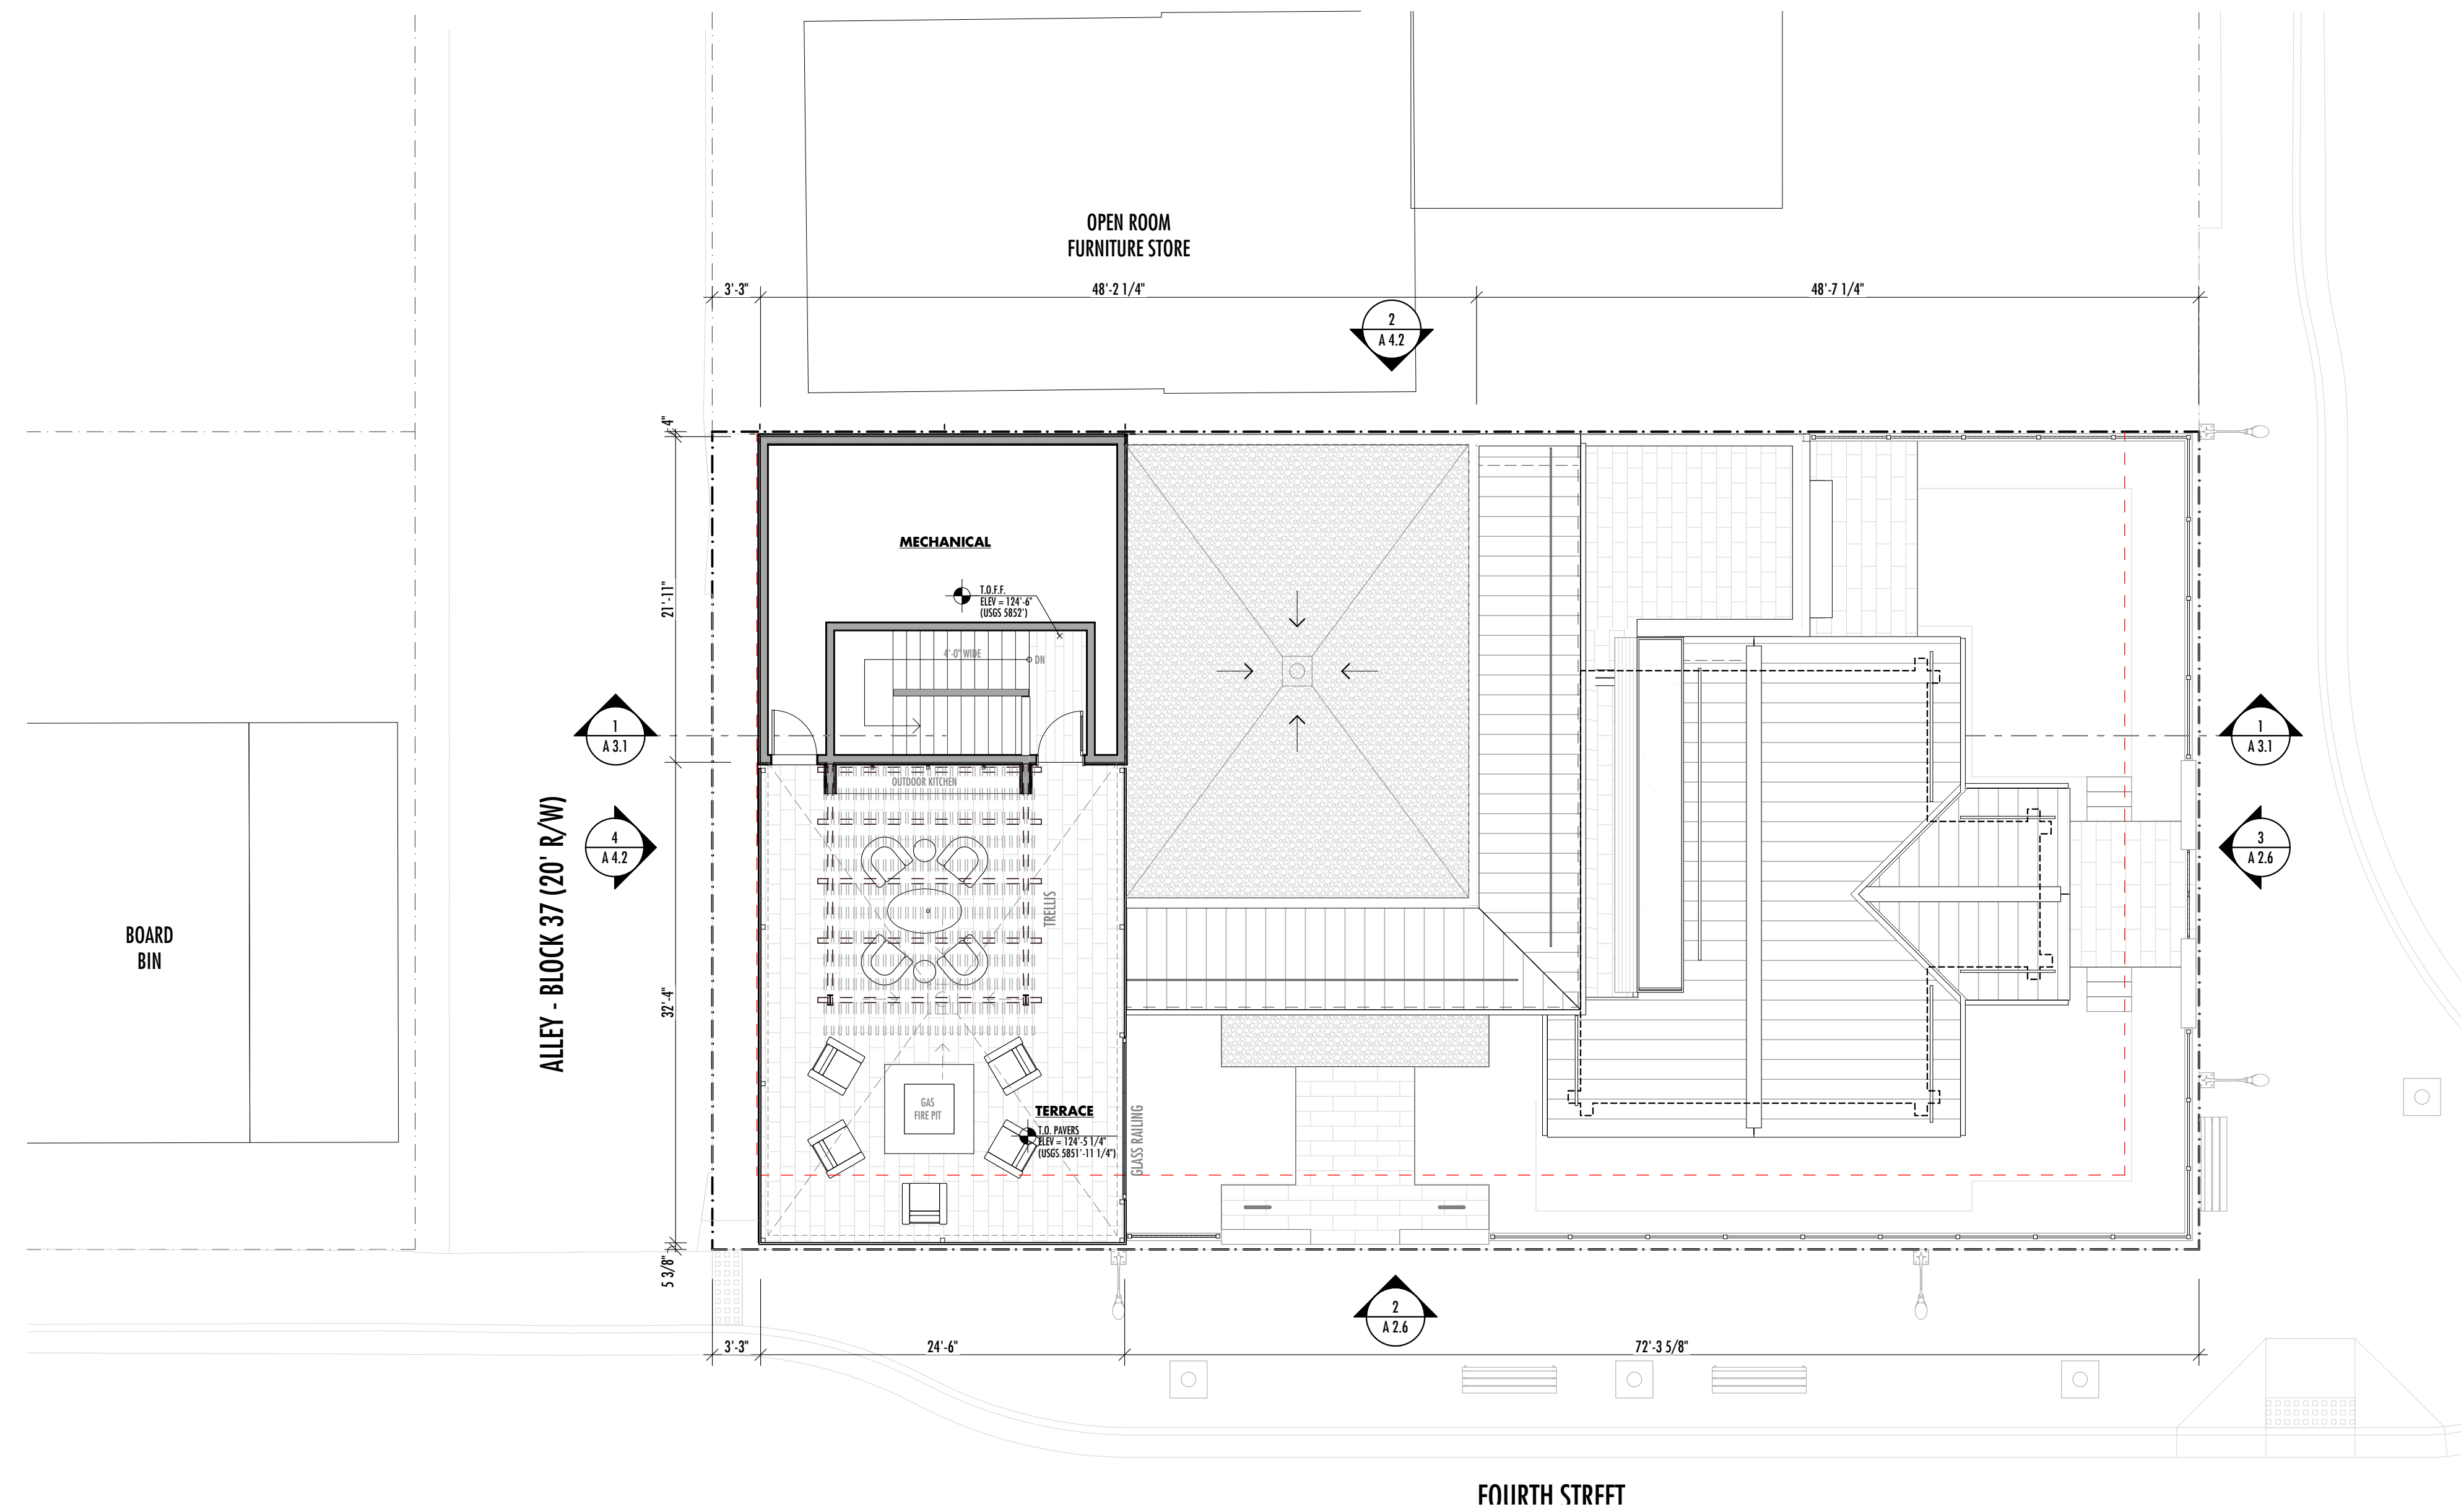 OPEN ROOM
FURNITURE STORE
3'-3"
48'-2 1/4"
48'-7 1/4"
2
A 4.2
4"
MECHANICAL
T.O.F.F.
ELEV = 124'-6"
(USGS 5852')
21'-11"
4'-0" WIDE
DN
1
A 3.1
1
A 3.1
OUTDOOR KITCHEN
4
A 4.2
3
A 2.6
ALLEY - BLOCK 37 (20' R/W)
TRELLIS
BOARD
BIN
32'-4"
GAS
FIRE PIT
TERRACE
T.O. PAVERS
ELEV = 124'-5 1/4"
(USGS 5851'-11 1/4")
GLASS RAILING
5 3/8"
2
A 2.6
3'-3"
24'-6"
72'-3 5/8"
FOURTH STREET